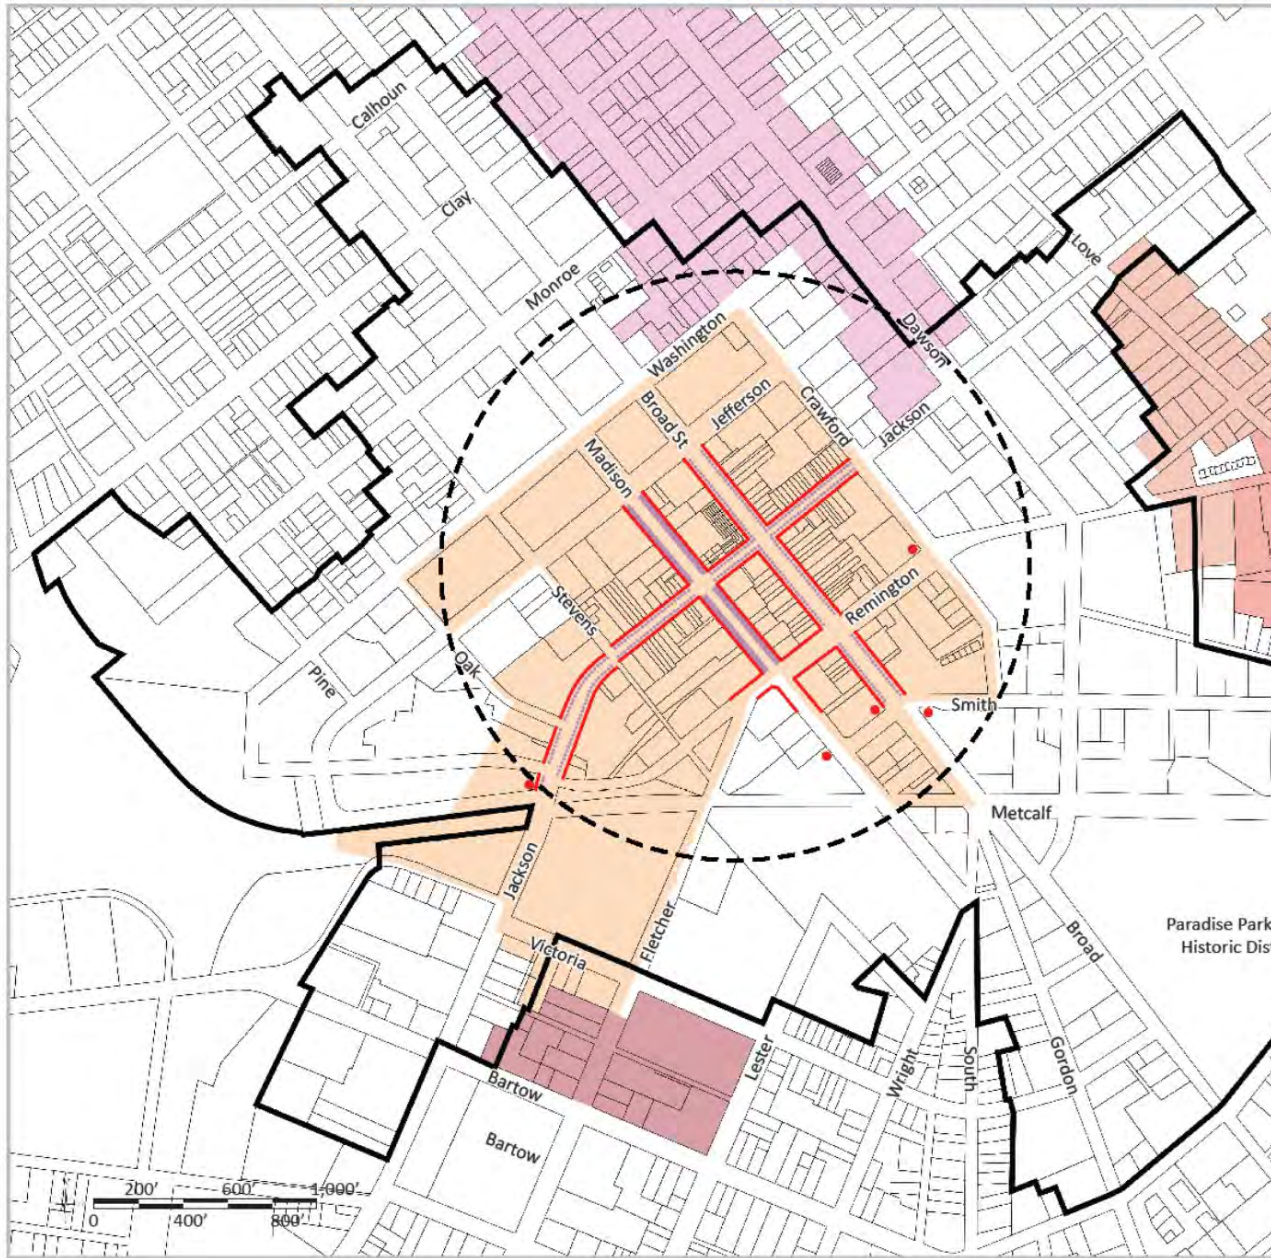 Calhoun
Clay
Love
Monroe
Dawson
Washington
Jefferson
Crawford
Broad St
Jackson
Madison
Stevens
Remington
Oak
Pine
Smith
Metcalf
Jackson
Fletcher
Broad
Paradise Park
Historic Dis
Victoria
Lester
Wright
South
Gordon
Bartow
Bartow
200' 600' 1,000'
0 400' 800'